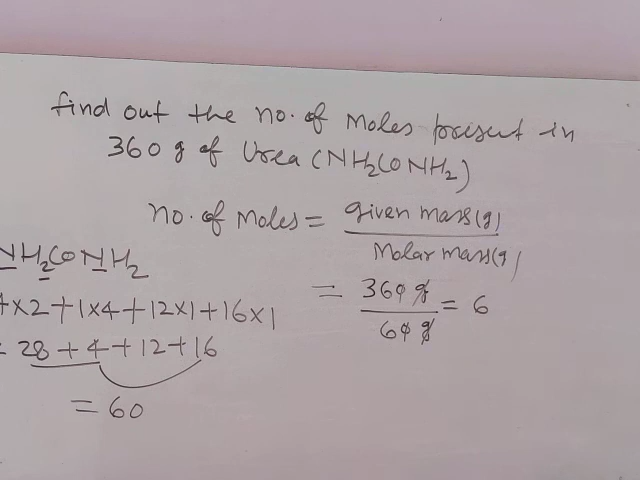 find out the no. of moles present in
360 g of Urea (NH₂CONH₂)
no. of moles = given mass(g)
Molar mass(g)
NH₂CONH₂
= 360 g = 6
60 g
4x2+1x4+12x1+16x1
= 28+4+12+16
= 60